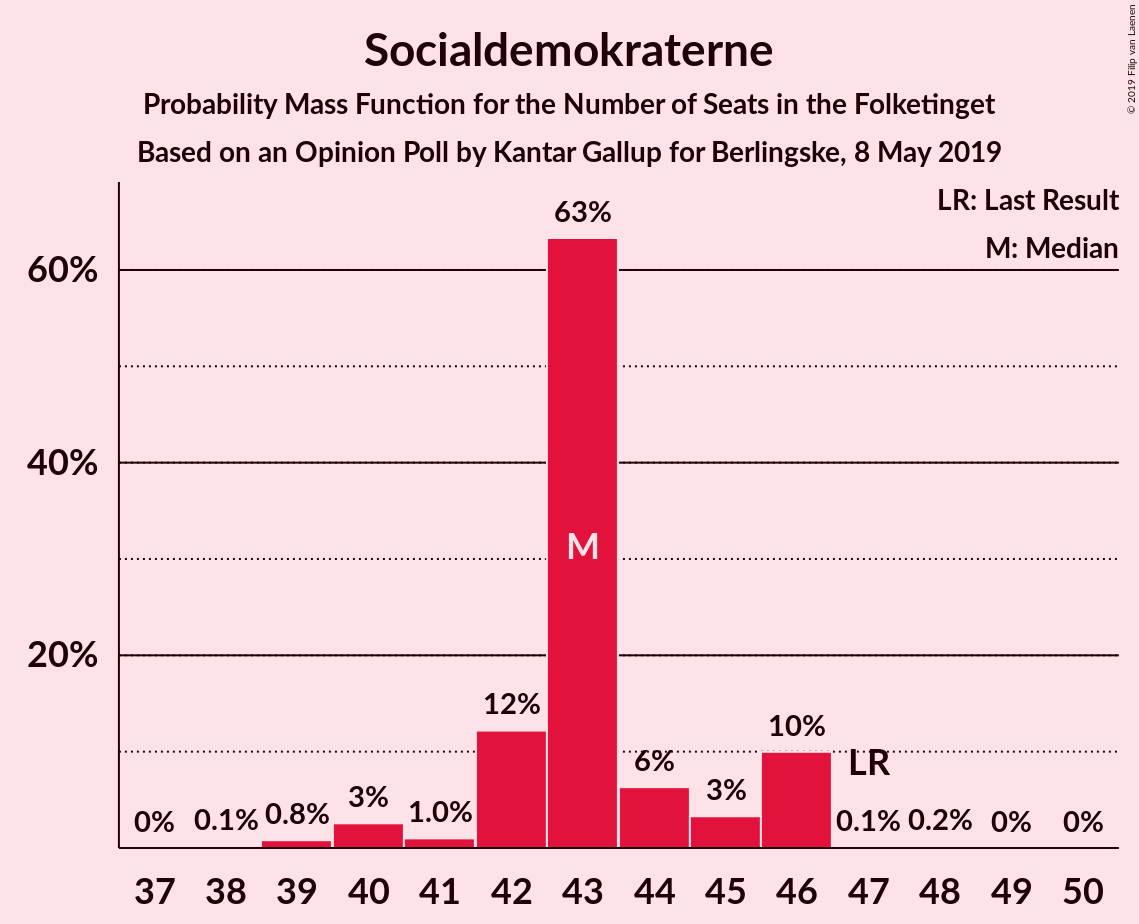 Socialdemokraterne
Probability Mass Function for the Number of Seats in the Folketinget
Based on an Opinion Poll by Kantar Gallup for Berlingske, 8 May 2019
© 2019 Filip van Laenen
LR: Last Result
M: Median
60%
40%
20%
0%
0.1%
0.8%
3%
1.0%
12%
63%
6%
3%
10%
0.1%
0.2%
0%
0%
M
LR
37 38 39 40 41 42 43 44 45 46 47 48 49 50